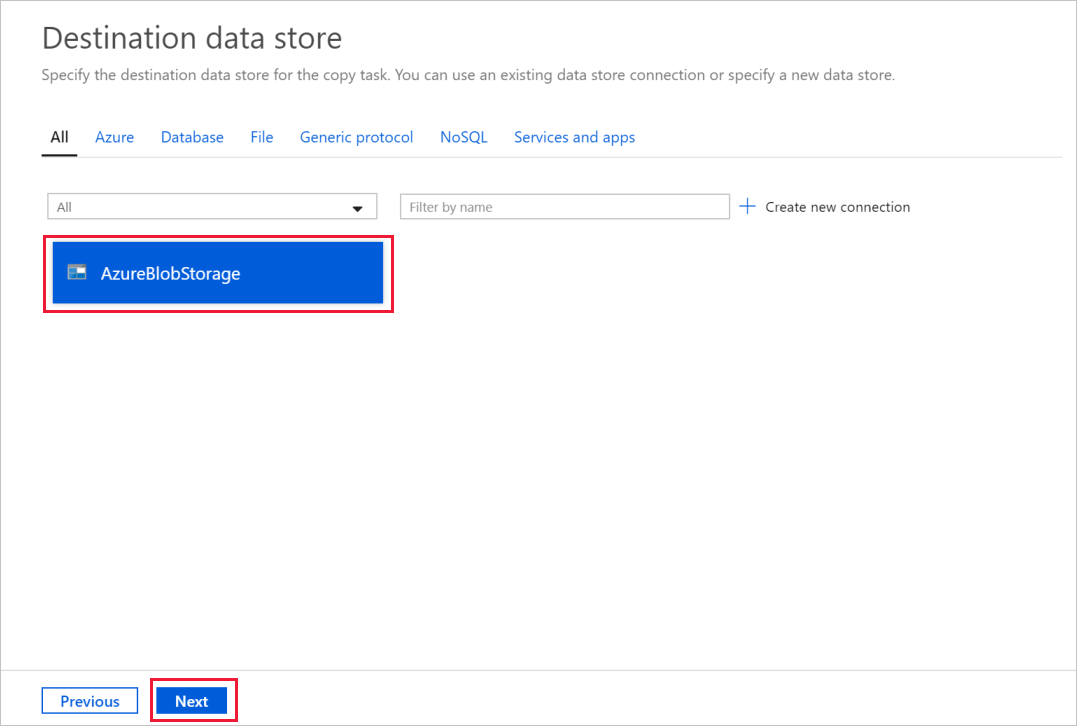 Destination data store
Specify the destination data store for the copy task. You can use an existing data store connection or specify a new data store.
All Azure Database File Generic protocol NoSQL Services and apps
All Filter by name Create new connection
AzureBlobStorage
Previous Next